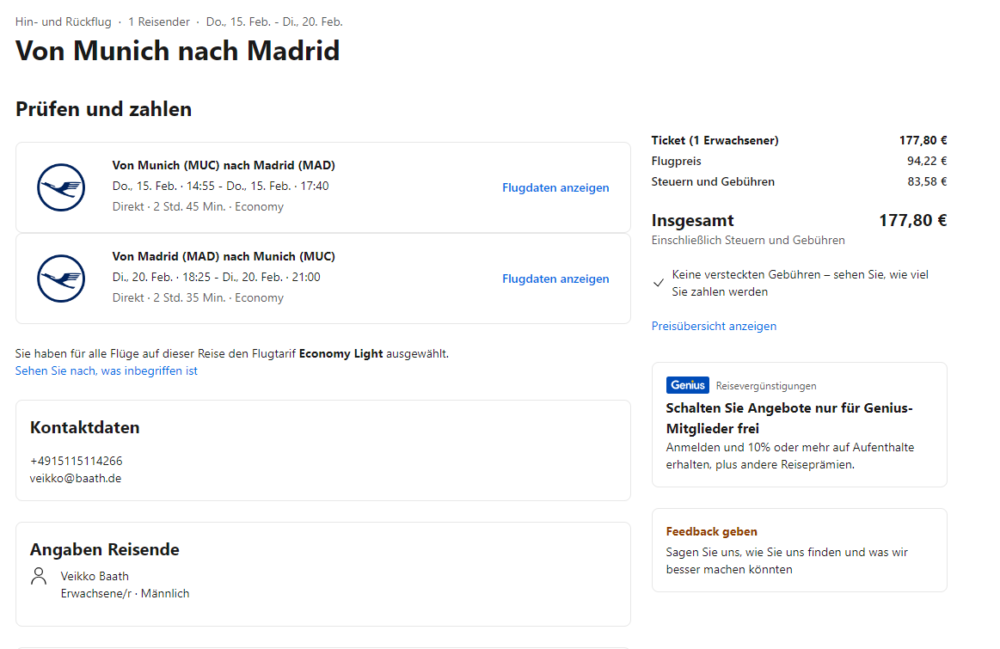 Hin- und Rückflug · 1 Reisender · Do., 15. Feb. - Di., 20. Feb.
Von Munich nach Madrid
Prüfen und zahlen
Von Munich (MUC) nach Madrid (MAD)
Do., 15. Feb. · 14:55 - Do., 15. Feb. · 17:40
Direkt · 2 Std. 45 Min. · Economy
Flugdaten anzeigen
Von Madrid (MAD) nach Munich (MUC)
Di., 20. Feb. · 18:25 - Di., 20. Feb. · 21:00
Direkt · 2 Std. 35 Min. · Economy
Flugdaten anzeigen
Sie haben für alle Flüge auf dieser Reise den Flugtarif Economy Light ausgewählt.
Sehen Sie nach, was inbegriffen ist
Kontaktdaten
+4915115114266
veikko@baath.de
Angaben Reisende
Veikko Baath
Erwachsene/r · Männlich
Ticket (1 Erwachsener) 177,80 €
Flugpreis 94,22 €
Steuern und Gebühren 83,58 €
Insgesamt 177,80 €
Einschließlich Steuern und Gebühren
Keine versteckten Gebühren – sehen Sie, wie viel
Sie zahlen werden
Preisübersicht anzeigen
Genius Reisevergünstigungen
Schalten Sie Angebote nur für Genius-
Mitglieder frei
Anmelden und 10% oder mehr auf Aufenthalte
erhalten, plus andere Reiseprämien.
Feedback geben
Sagen Sie uns, wie Sie uns finden und was wir
besser machen könnten